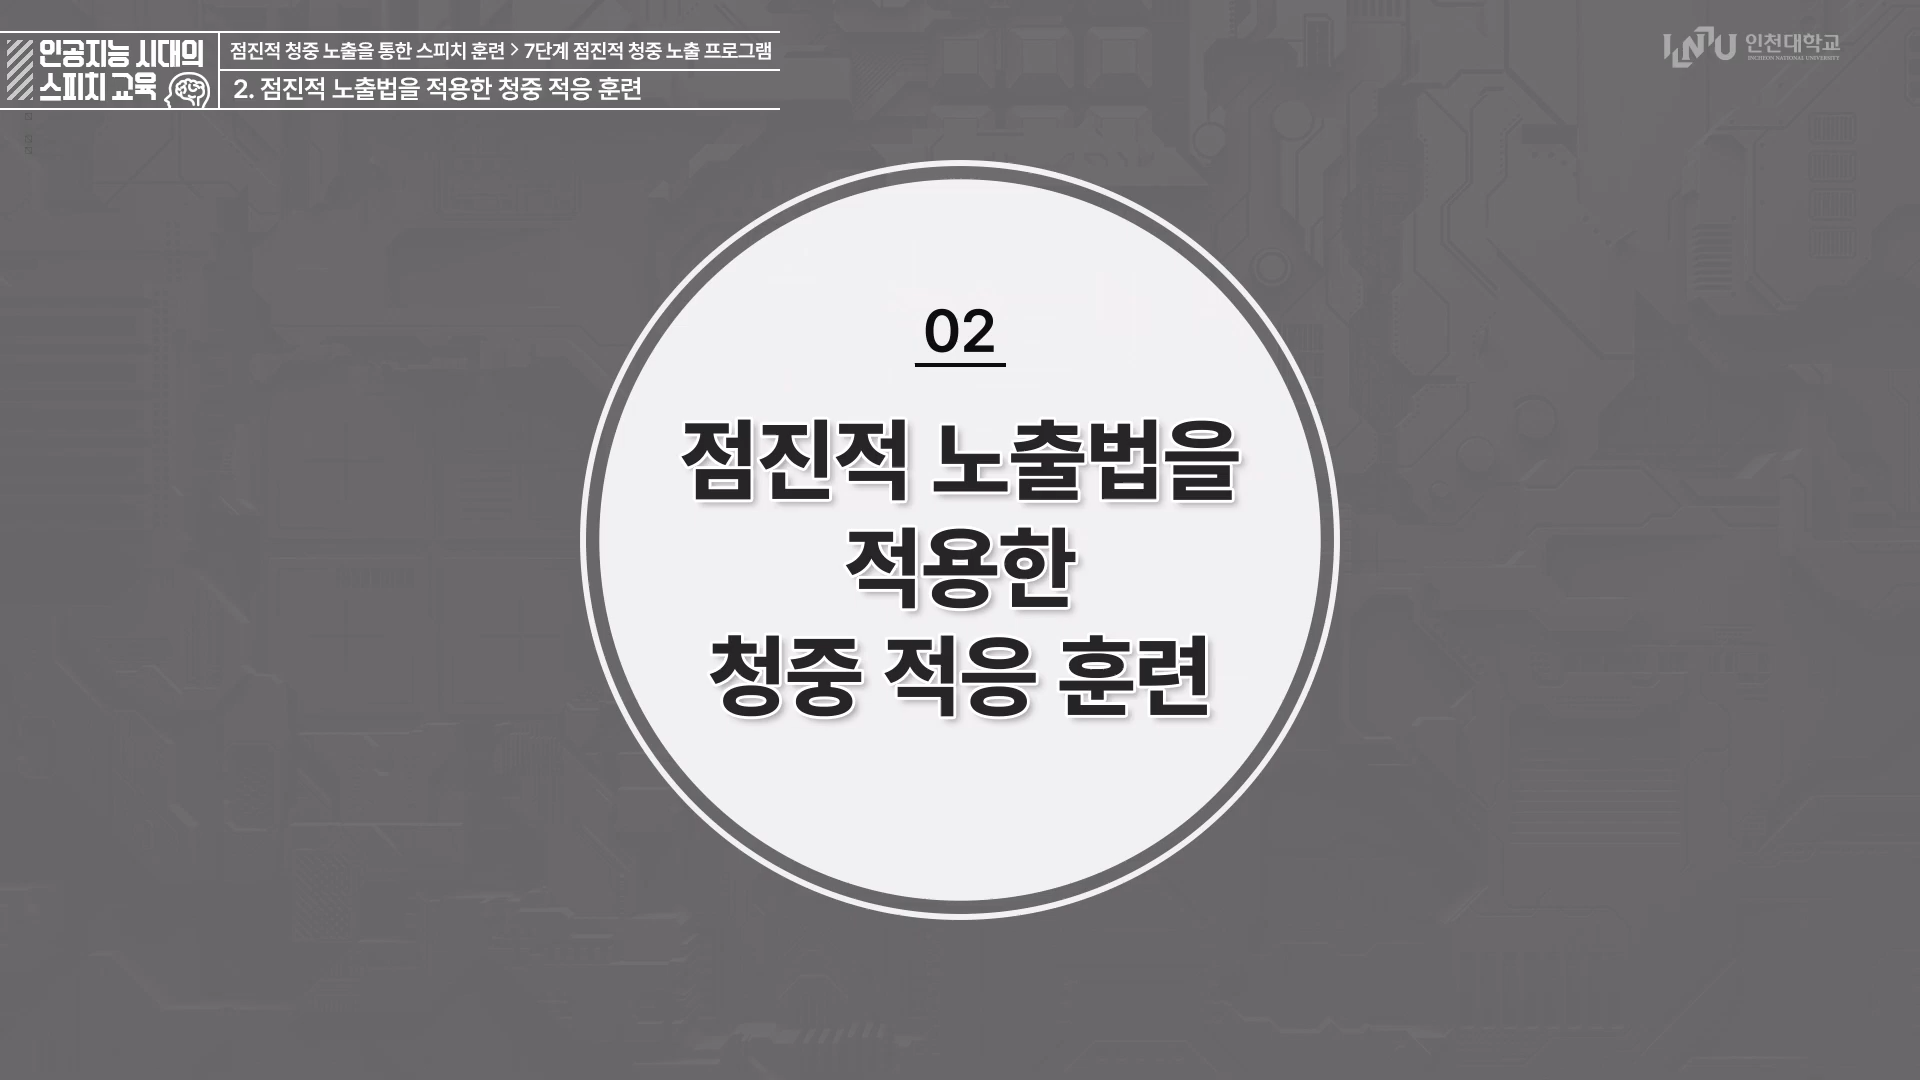 인공지능 시대의
스피치 교육
점진적 청중 노출을 통한 스피치 훈련 > 7단계 점진적 청중 노출 프로그램
2. 점진적 노출법을 적용한 청중 적응 훈련
INU 인천대학교
INCHEON NATIONAL UNIVERSITY
02
점진적 노출법을
적용한
청중 적응 훈련